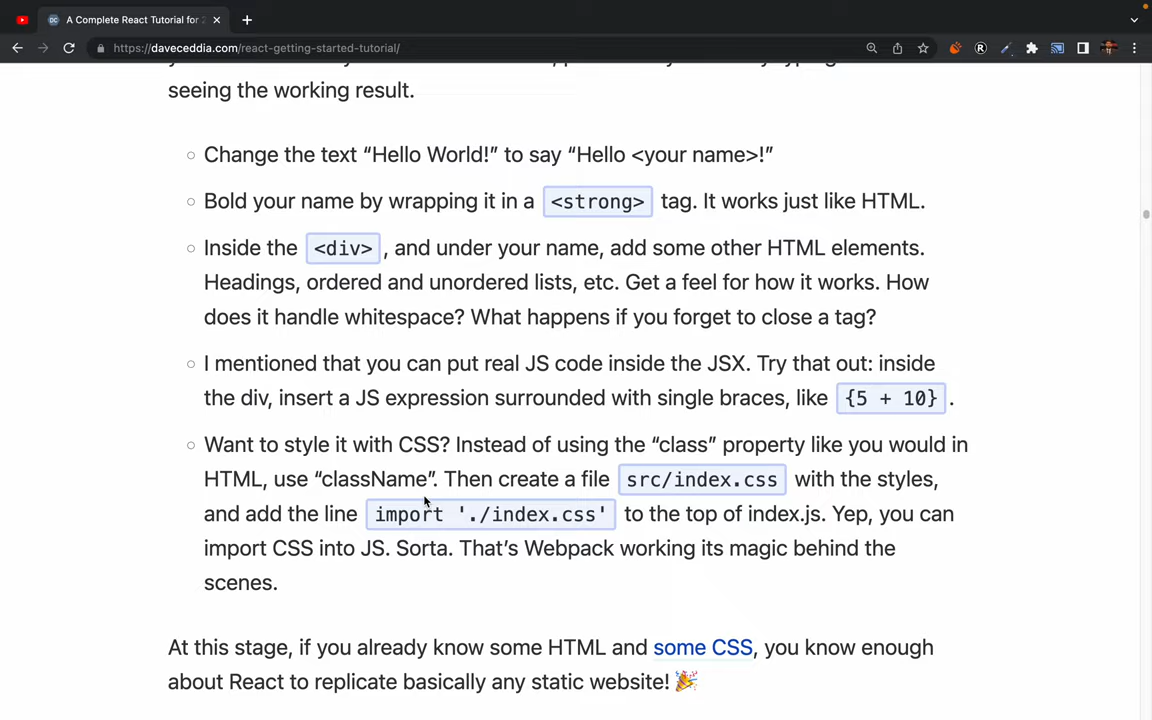 A Complete React Tutorial for 2
https://daveceddia.com/react-getting-started-tutorial/
seeing the working result.
Change the text “Hello World!” to say “Hello <your name>!”
Bold your name by wrapping it in a <strong> tag. It works just like HTML.
Inside the <div>, and under your name, add some other HTML elements.
Headings, ordered and unordered lists, etc. Get a feel for how it works. How
does it handle whitespace? What happens if you forget to close a tag?
I mentioned that you can put real JS code inside the JSX. Try that out: inside
the div, insert a JS expression surrounded with single braces, like {5 + 10}.
Want to style it with CSS? Instead of using the “class” property like you would in
HTML, use “className”. Then create a file src/index.css with the styles,
and add the line import './index.css' to the top of index.js. Yep, you can
import CSS into JS. Sorta. That’s Webpack working its magic behind the
scenes.
At this stage, if you already know some HTML and some CSS, you know enough
about React to replicate basically any static website! 🎉